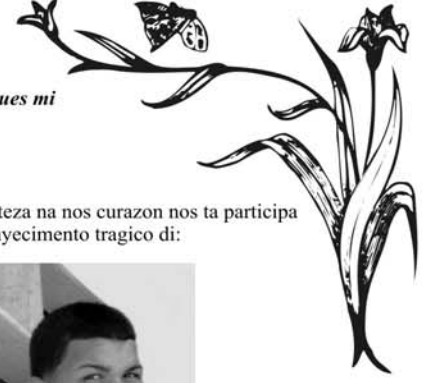 ues mi
teza na nos curazon nos ta participa
yecimento tragico di: